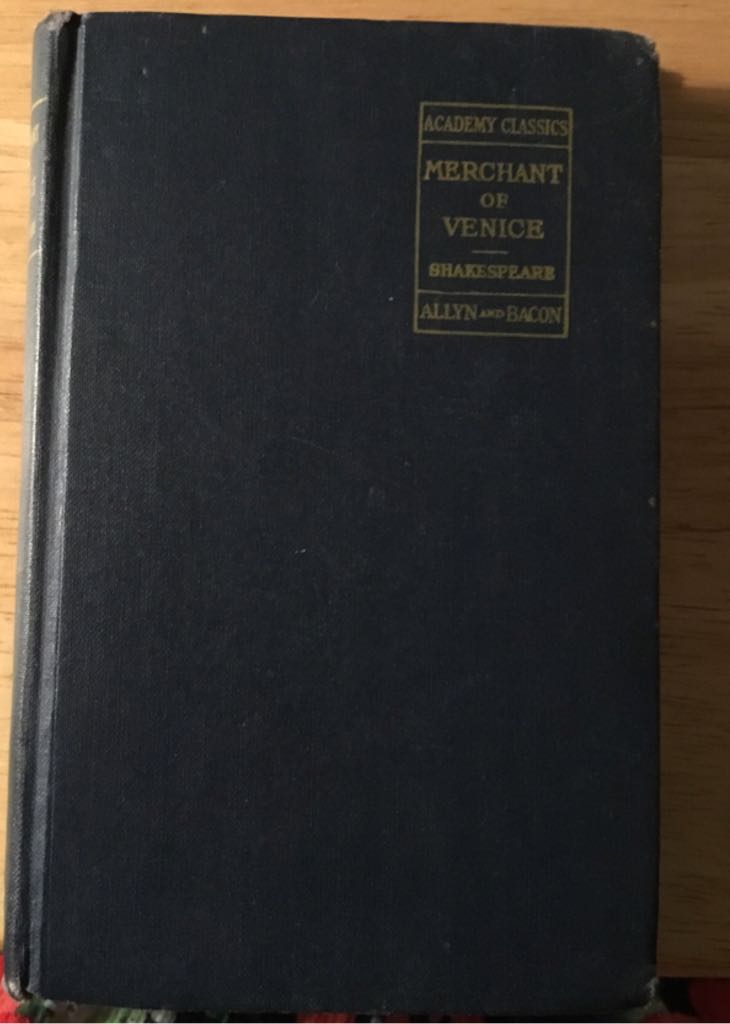 ACADEMY CLASSICS
MERCHANT
OF
VENICE
SHAKESPEARE
ALLYN AND BACON